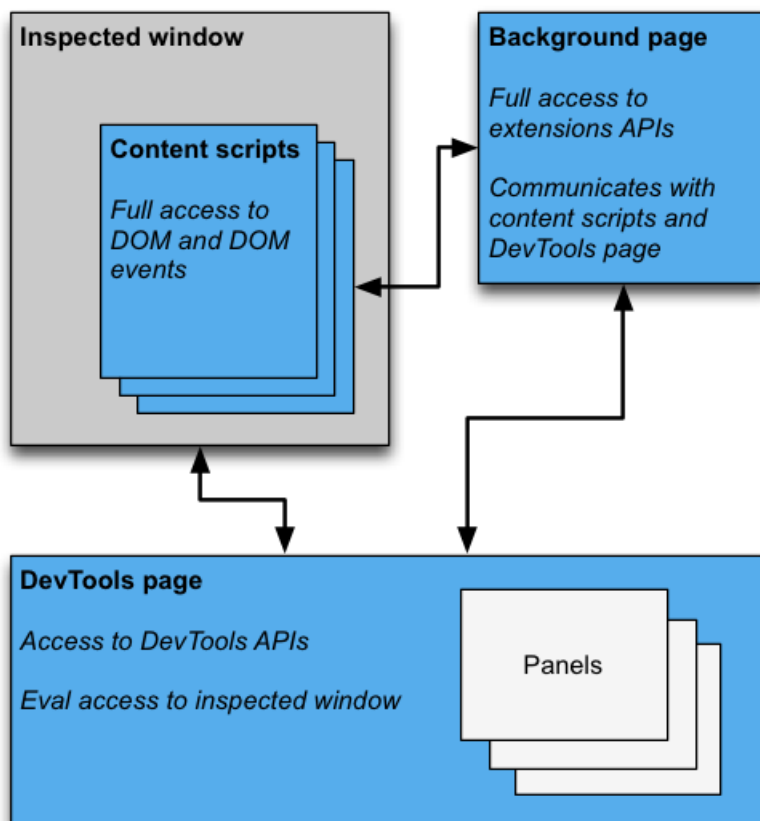 Inspected window
Content scripts
Full access to
DOM and DOM
events
Background page
Full access to
extensions APIs
Communicates with
content scripts and
DevTools page
DevTools page
Access to DevTools APIs
Eval access to inspected window
Panels